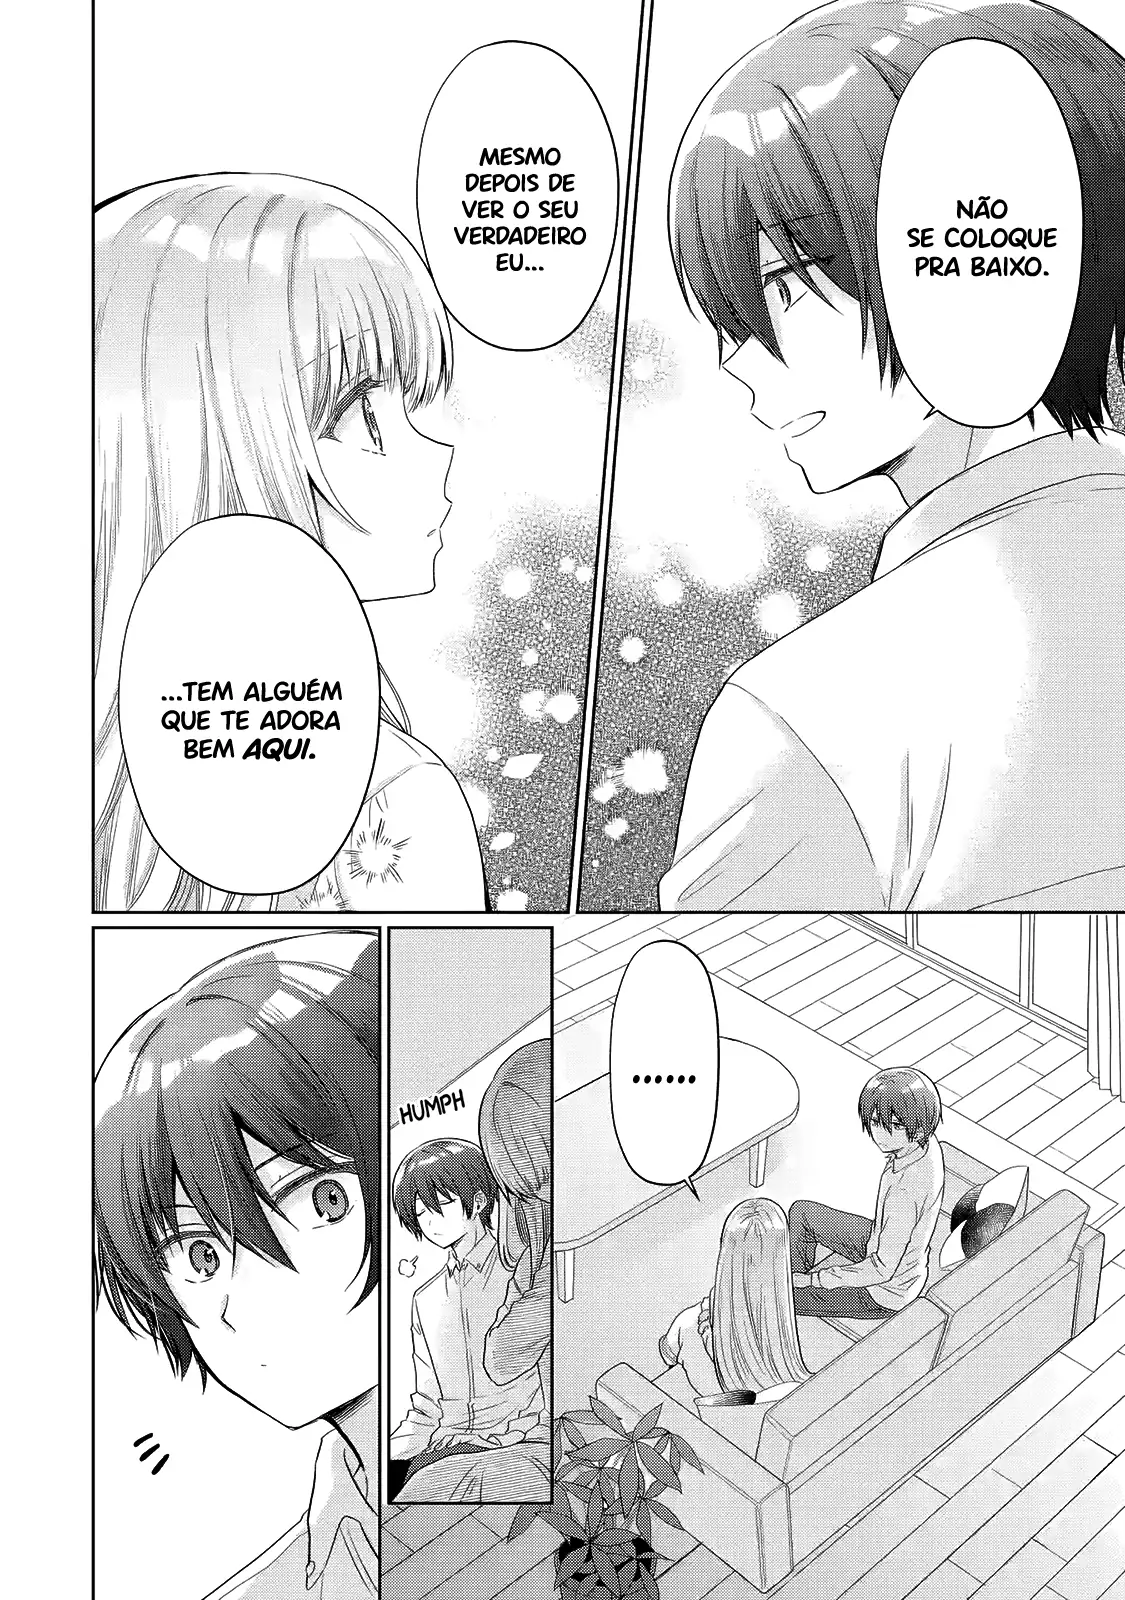 NÃO
SE COLOQUE
PRA BAIXO.
MESMO
DEPOIS DE
VER O SEU
VERDADEIRO
EU...
...TEM ALGUÉM
QUE TE ADORA
BEM AQUI.
......
HUMPH